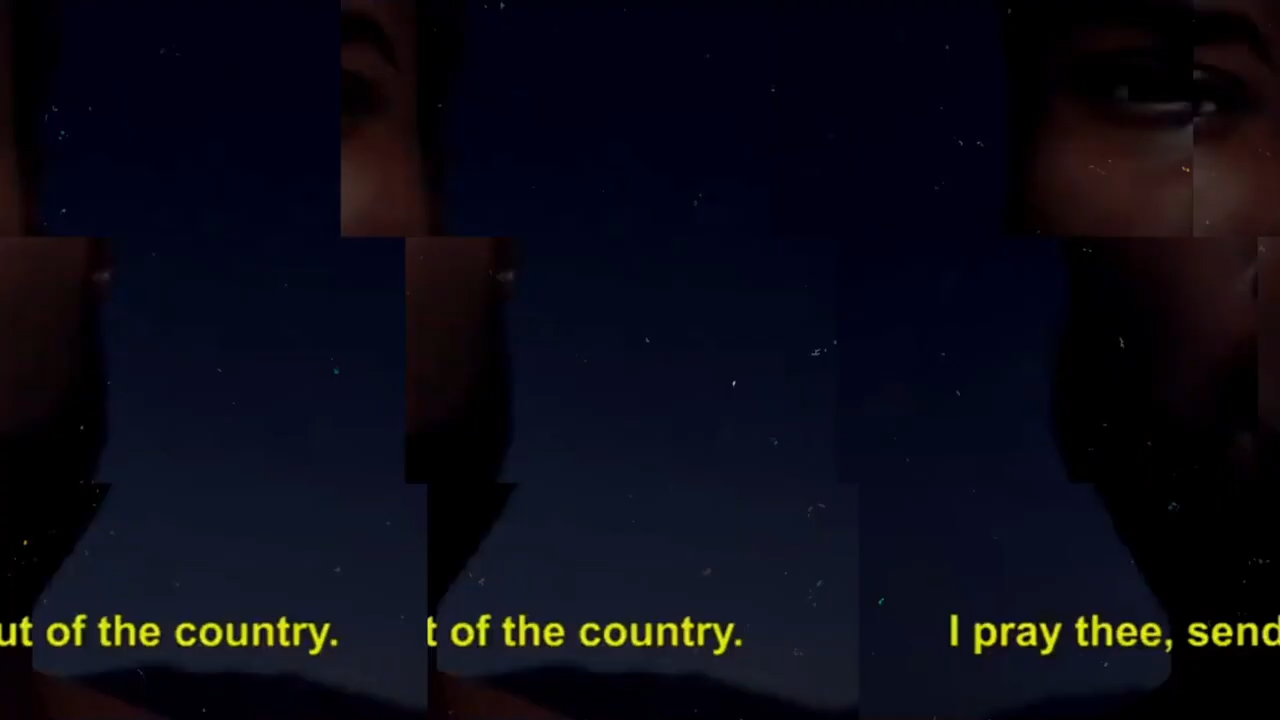 ut of the country. t of the country. I pray thee, send